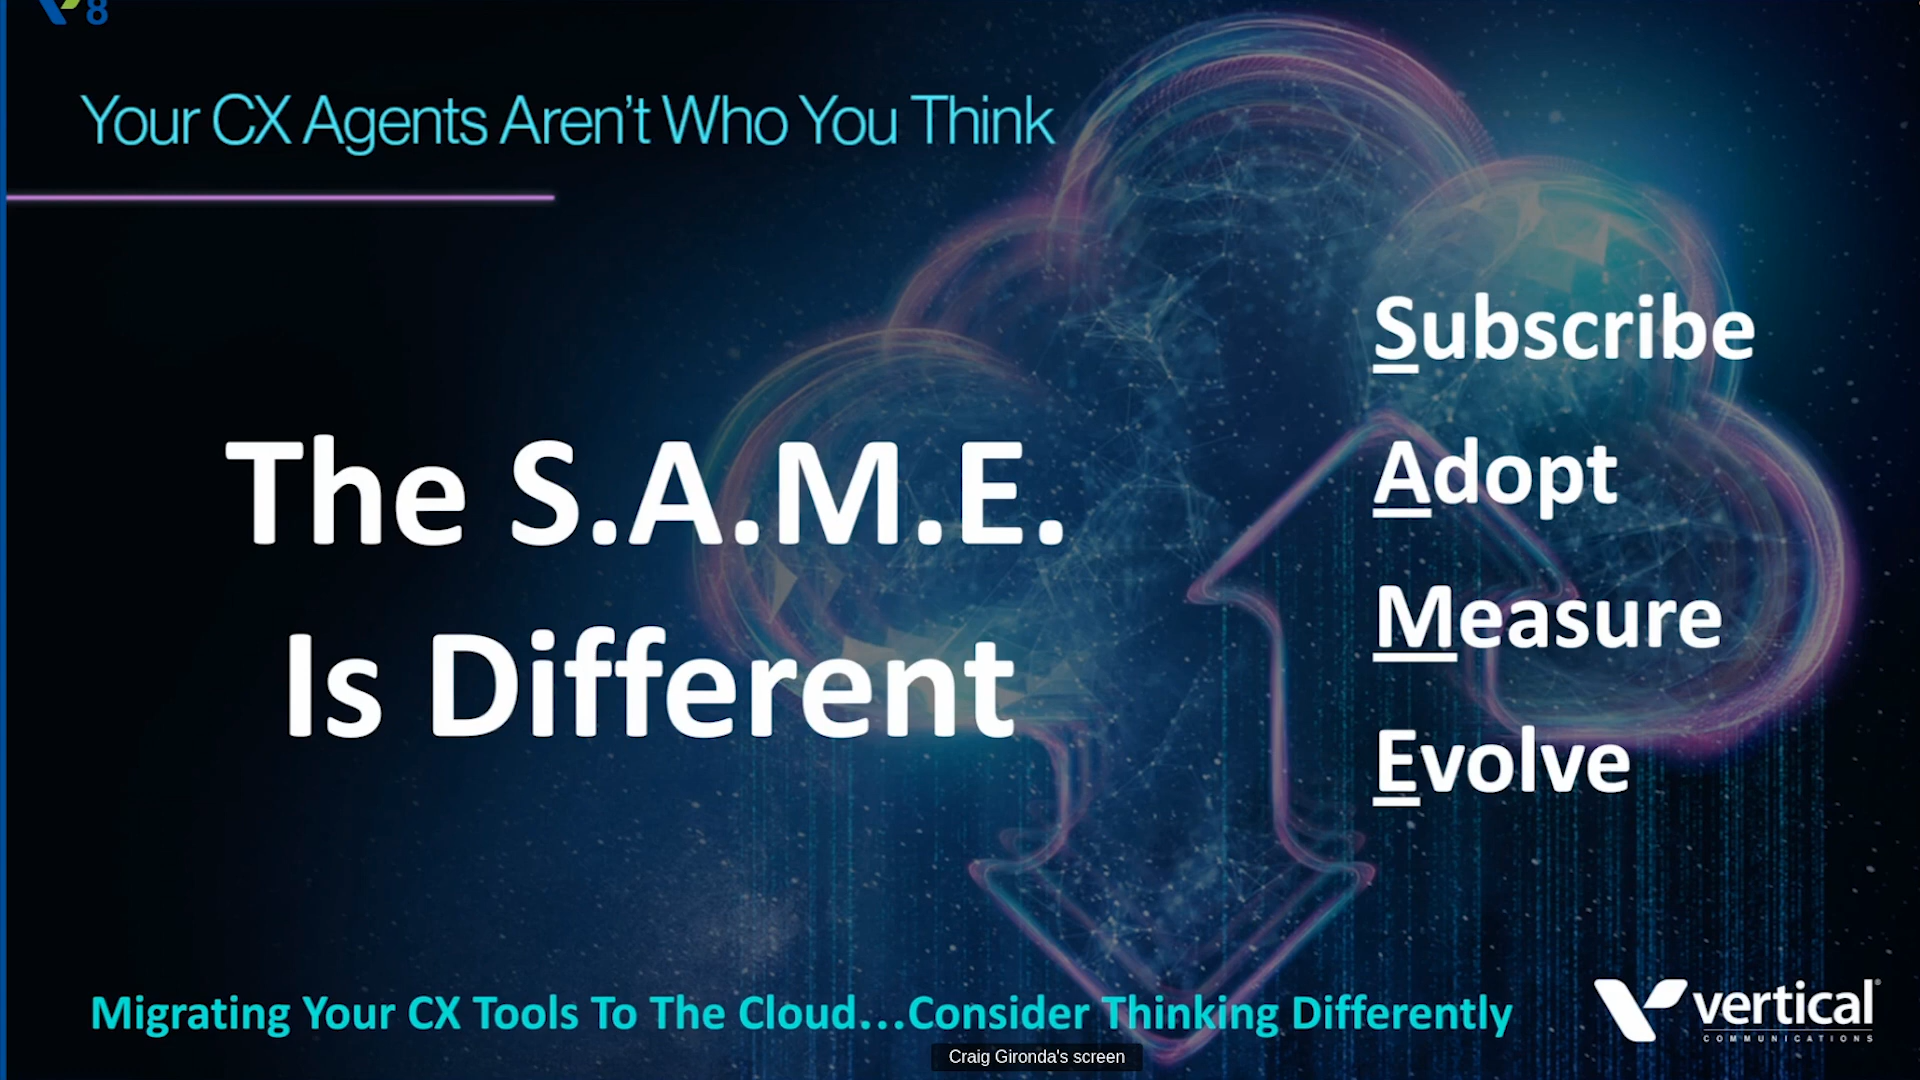 8
Your CX Agents Aren't Who You Think
The S.A.M.E.
Is Different
Subscribe
Adopt
Measure
Evolve
Migrating Your CX Tools To The Cloud...Consider Thinking Differently
vertical®
COMMUNICATIONS
Craig Gironda's screen